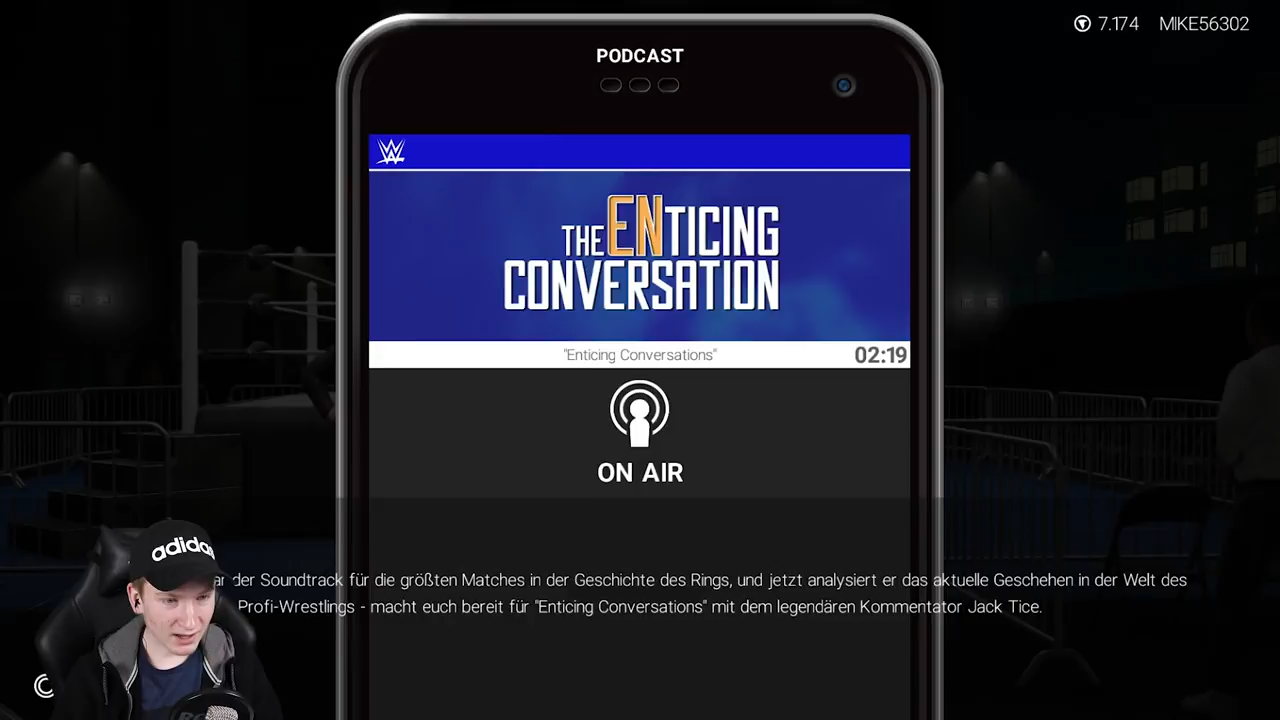 7.174 MIKE56302
PODCAST
THE ENTICING
CONVERSATION
"Enticing Conversations" 02:19
ON AIR
adidas
der Soundtrack für die größten Matches in der Geschichte des Rings, und jetzt analysiert er das aktuelle Geschehen in der Welt des
Profi-Wrestlings - macht euch bereit für "Enticing Conversations" mit dem legendären Kommentator Jack Tice.